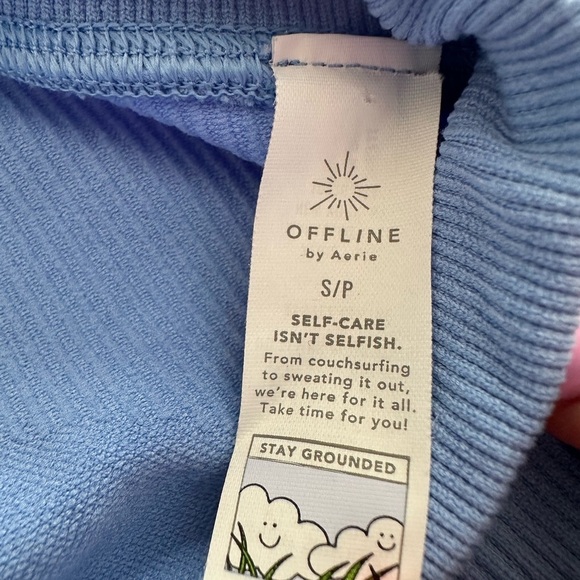 OFFLINE
by Aerie
S/P
SELF-CARE
ISN'T SELFISH.
From couchsurfing
to sweating it out,
we're here for it all.
Take time for you!
STAY GROUNDED